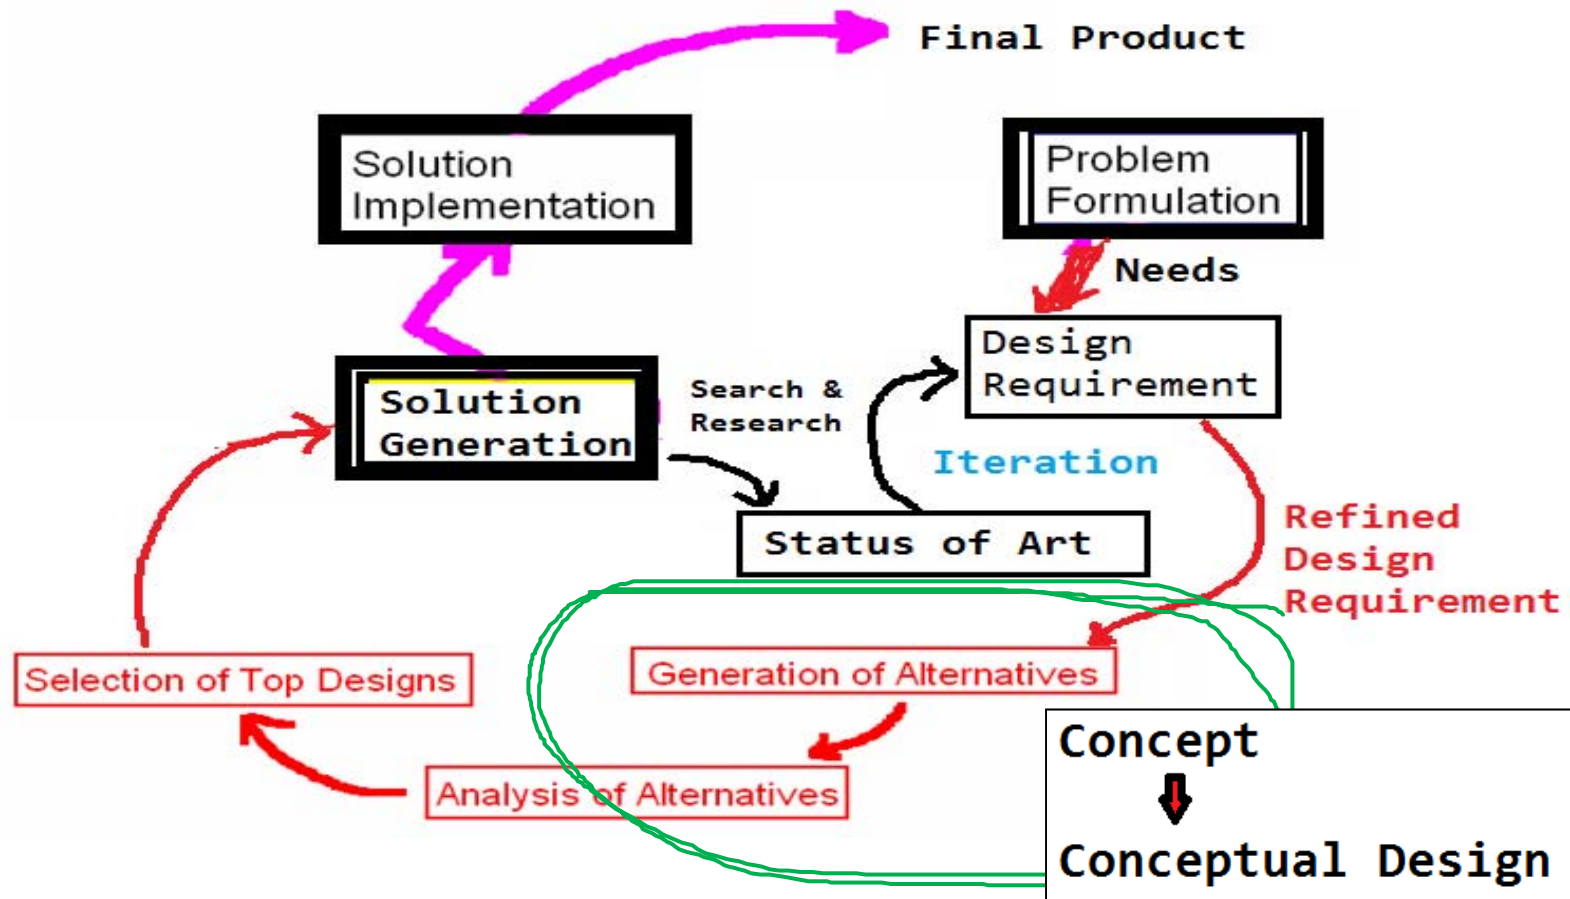 Final Product
Solution
Implementation
Problem
Formulation
Needs
Design
Requirement
Solution
Generation
Search &
Research
Iteration
Status of Art
Refined
Design
Requirement
Generation of Alternatives
Selection of Top Designs
Analysis of Alternatives
Concept
Conceptual Design